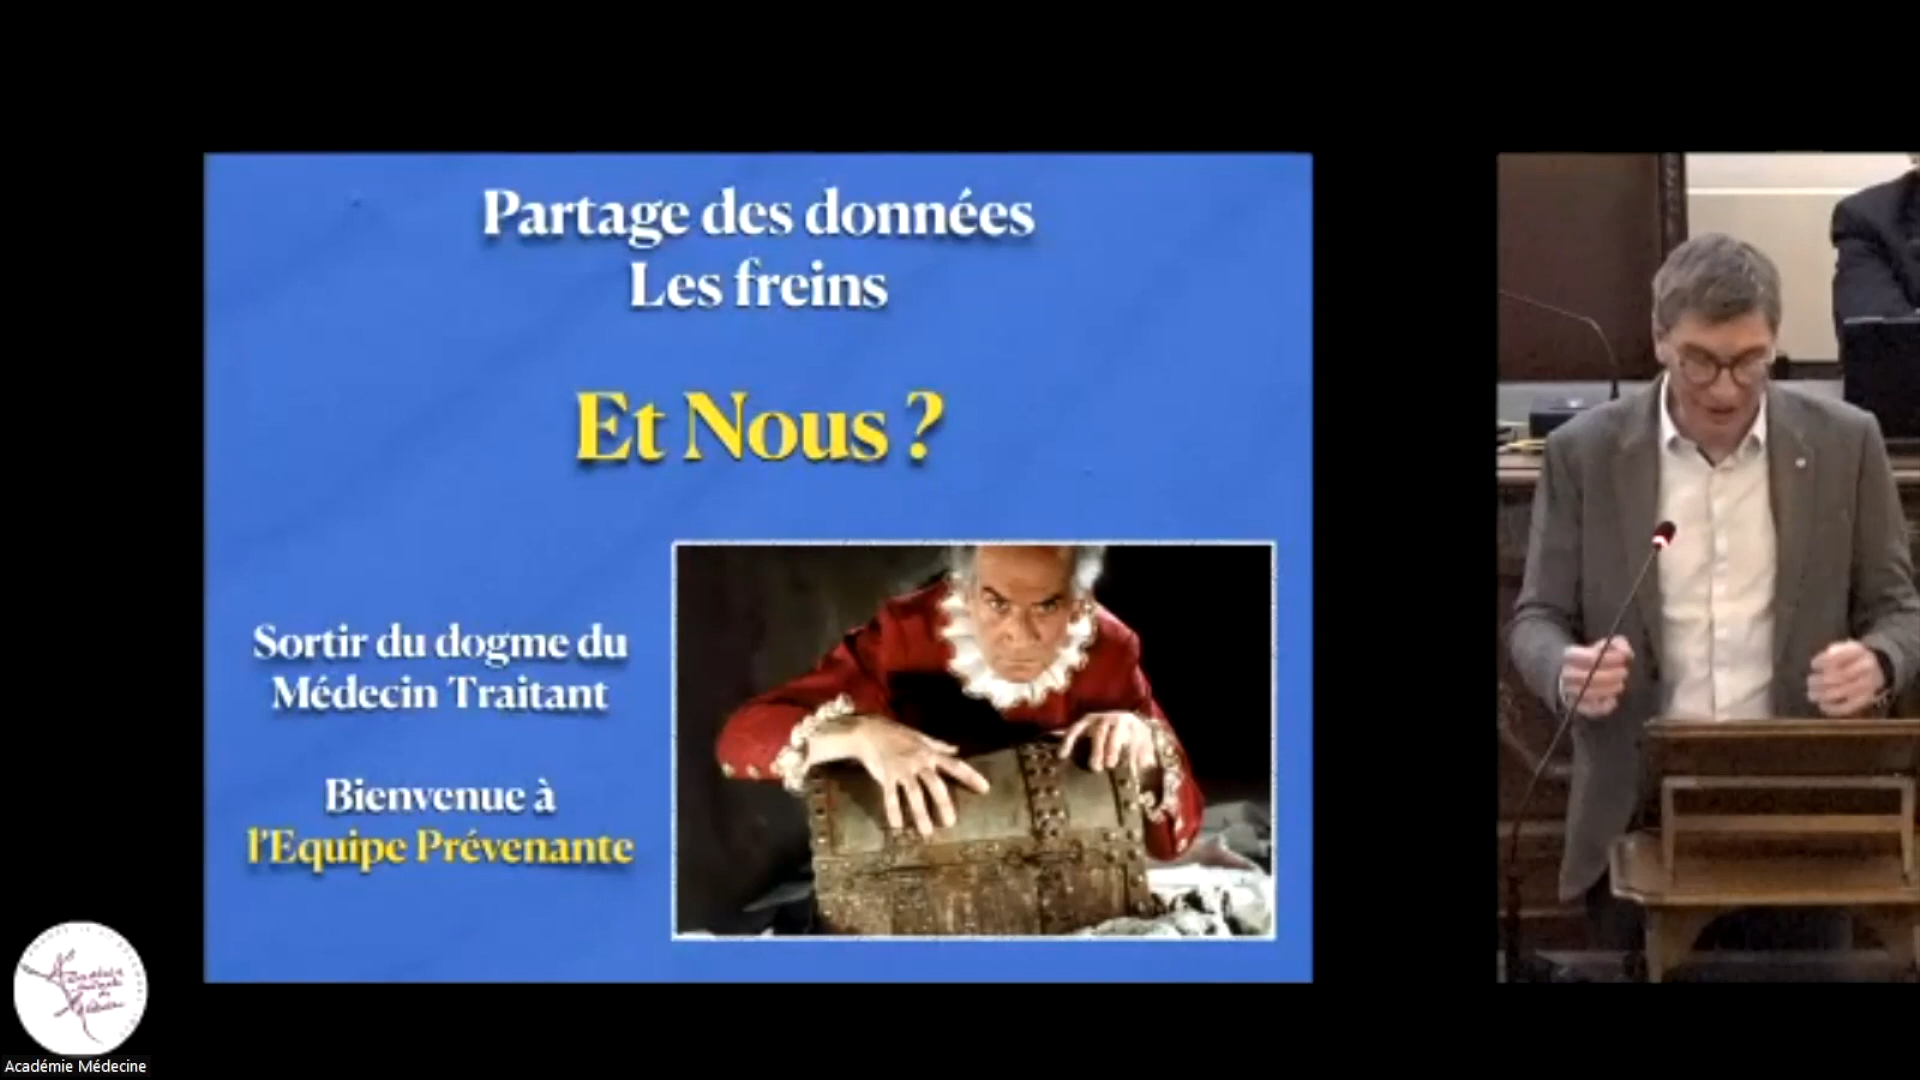 Partage des données
Les freins
Et Nous ?
Sortir du dogme du
Médecin Traitant
Bienvenue à
l'Equipe Prévenante
Académie Médecine